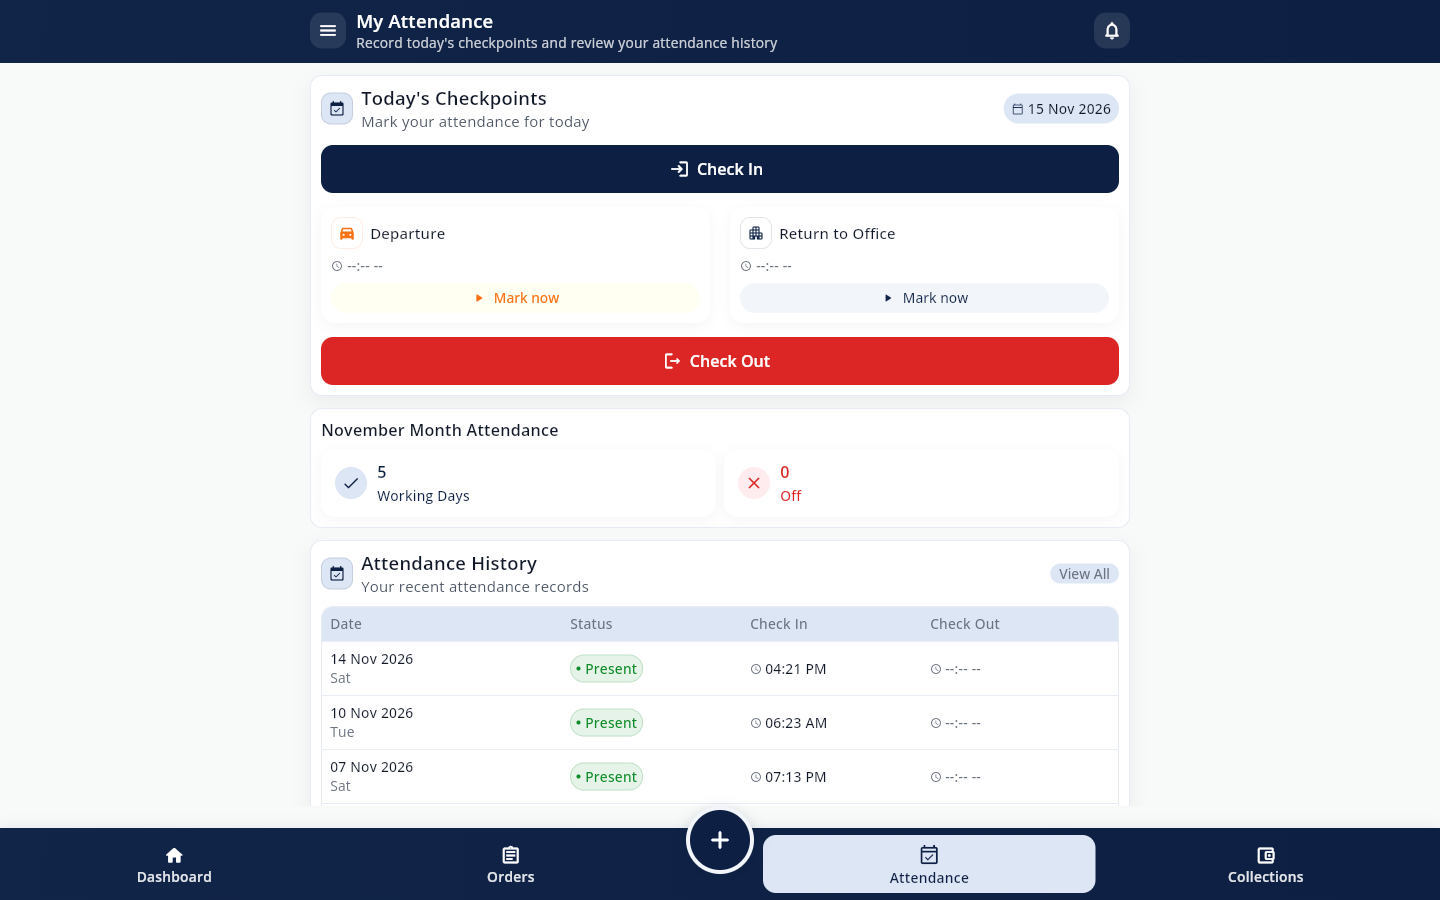 My Attendance
Record today's checkpoints and review your attendance history
Today's Checkpoints
Mark your attendance for today
15 Nov 2026
Check In
Departure
--:-- --
Mark now
Return to Office
--:-- --
Mark now
Check Out
November Month Attendance
5
Working Days
0
Off
Attendance History
Your recent attendance records
View All
Date Status Check In Check Out
14 Nov 2026
Sat
• Present
04:21 PM
--:-- --
10 Nov 2026
Tue
• Present
06:23 AM
--:-- --
07 Nov 2026
Sat
• Present
07:13 PM
--:-- --
Dashboard
Orders
Attendance
Collections